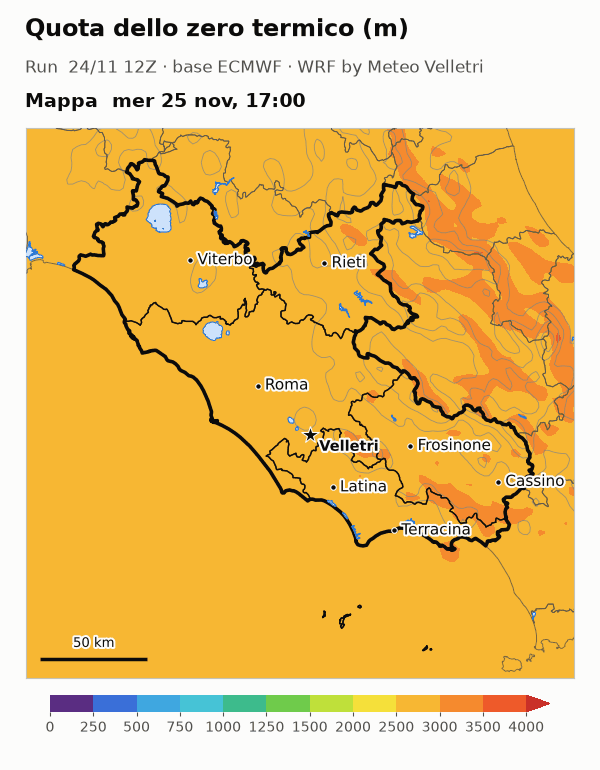 Quota dello zero termico (m)
Run  24/11 12Z · base ECMWF · WRF by Meteo Velletri
Mappa  mer 25 nov, 17:00
Viterbo
Rieti
Roma
Velletri
Frosinone
Cassino
Latina
Terracina
50 km
0 250 500 750 1000 1250 1500 2000 2500 3000 3500 4000